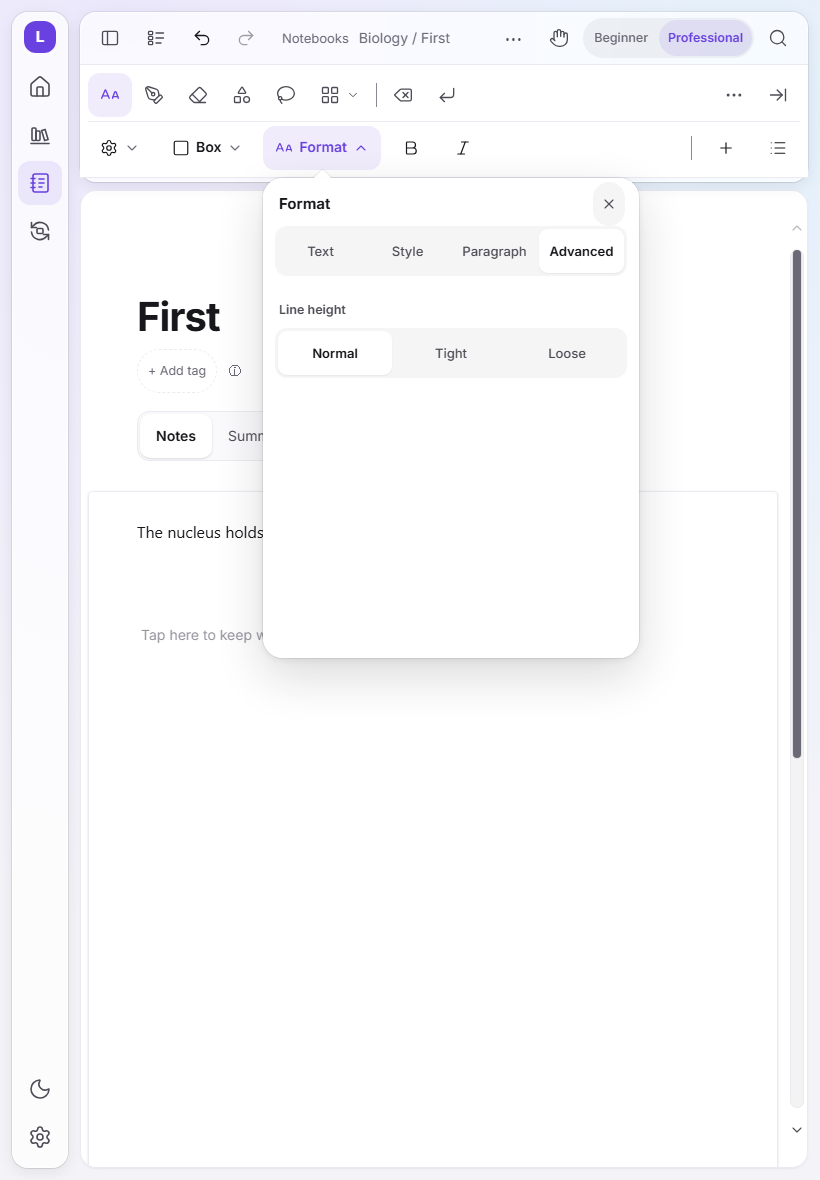 L
Notebooks Biology / First
Beginner Professional
Box Format B I
Format
Text Style Paragraph Advanced
Line height
Normal Tight Loose
First
+ Add tag
Notes
The nucleus holds
Tap here to keep